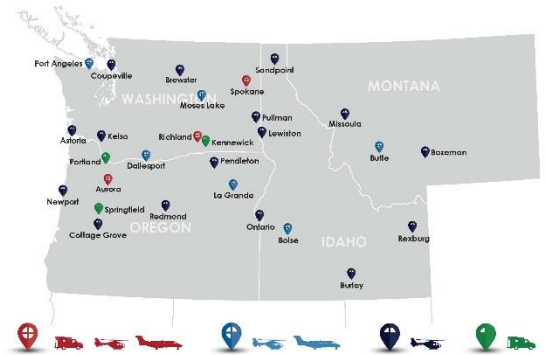 Port Angeles
Coupeville
Brewster
Sandpoint
Spokane
WASHINGTON
MONTANA
Moses Lake
Pullman
Missoula
Lewiston
Astoria
Kelso
Richland
Kennewick
Butte
Bozeman
Portland
Dallesport
Pendleton
Aurora
La Grande
Newport
Springfield
Redmond
Cottage Grove
OREGON
Ontario
Boise
IDAHO
Rexburg
Burley